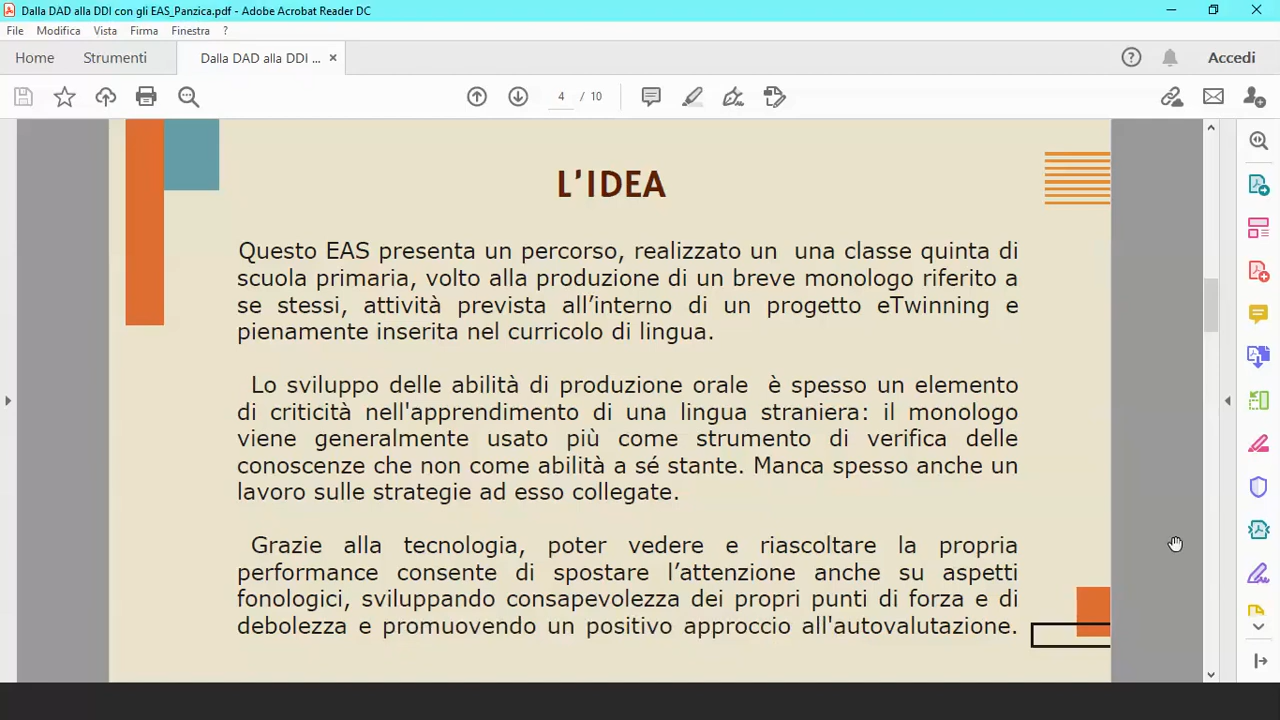 Dalla DAD alla DDI con gli EAS_Panzica.pdf - Adobe Acrobat Reader DC
File Modifica Vista Firma Finestra ?
Home Strumenti Dalla DAD alla DDI ... × Accedi
4 / 10
L’IDEA
Questo EAS presenta un percorso, realizzato un una classe quinta di
scuola primaria, volto alla produzione di un breve monologo riferito a
se stessi, attività prevista all’interno di un progetto eTwinning e
pienamente inserita nel curricolo di lingua.
Lo sviluppo delle abilità di produzione orale è spesso un elemento
di criticità nell'apprendimento di una lingua straniera: il monologo
viene generalmente usato più come strumento di verifica delle
conoscenze che non come abilità a sé stante. Manca spesso anche un
lavoro sulle strategie ad esso collegate.
Grazie alla tecnologia, poter vedere e riascoltare la propria
performance consente di spostare l’attenzione anche su aspetti
fonologici, sviluppando consapevolezza dei propri punti di forza e di
debolezza e promuovendo un positivo approccio all'autovalutazione.